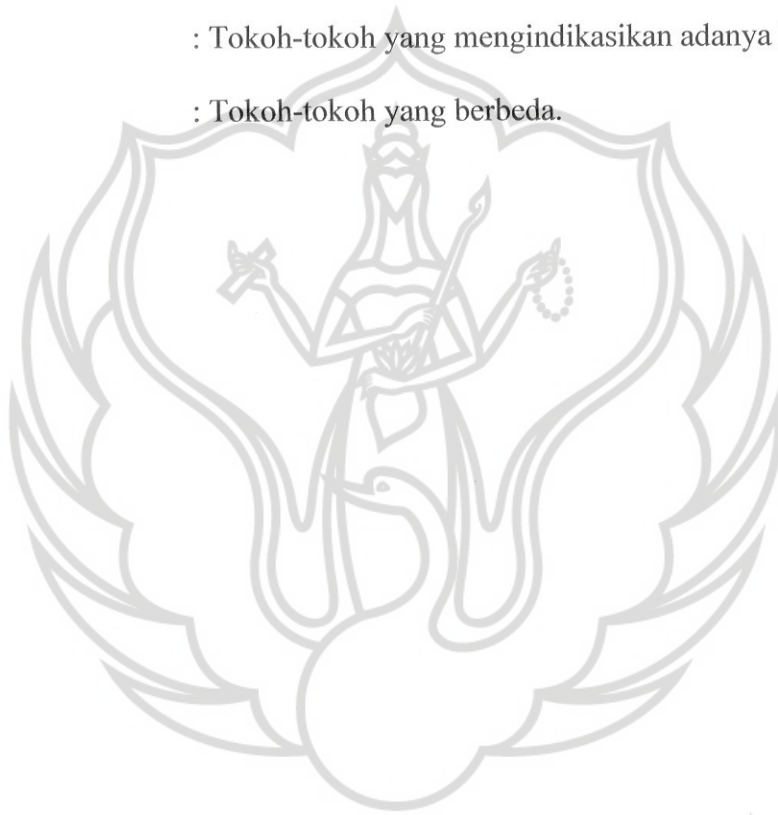 : Tokoh-tokoh yang mengindikasikan adanya
: Tokoh-tokoh yang berbeda.